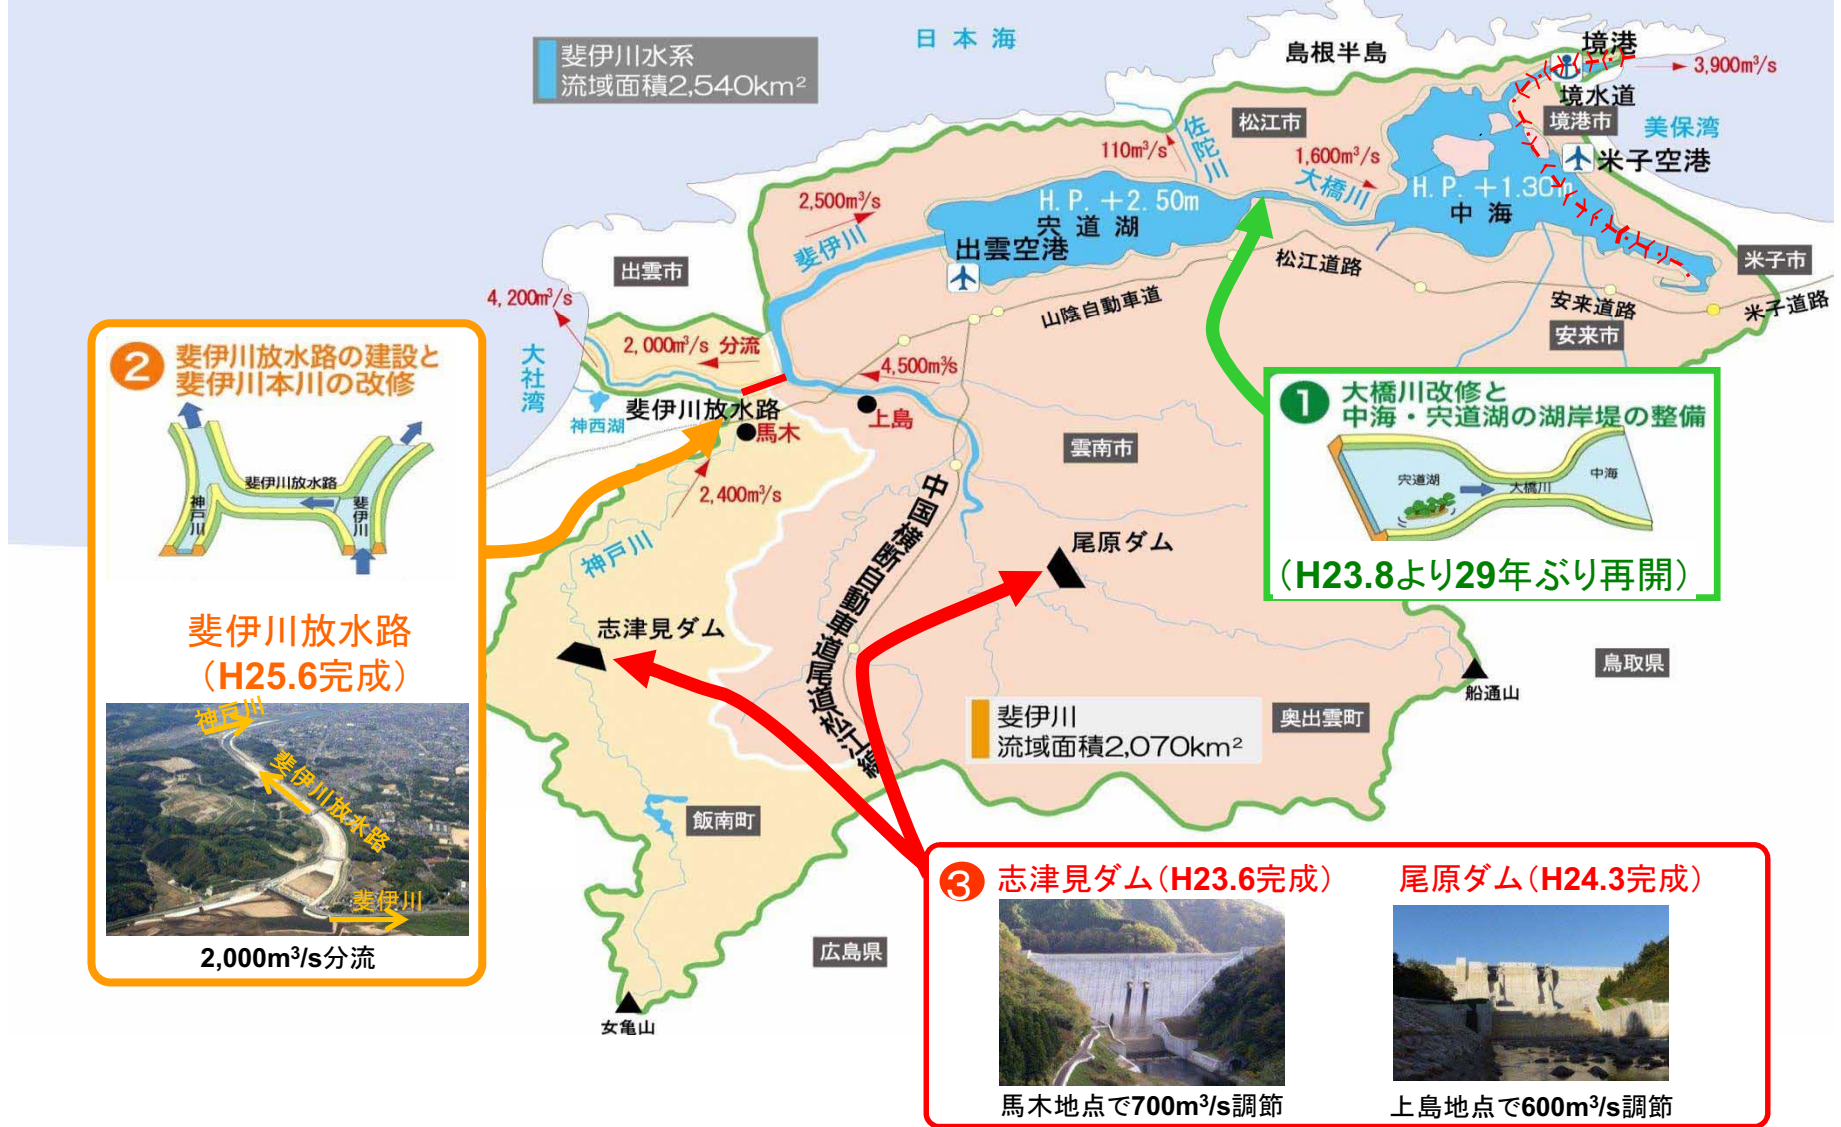 日本海
斐伊川水系
流域面積2,540km²
島根半島
境港
3,900m³/s
境水道
境港市
美保湾
米子空港
佐陀川
松江市
110m³/s
1,600m³/s
大橋川
H.P.+2.50m
宍道湖
H.P.+1.30m
中海
2,500m³/s
斐伊川
出雲空港
出雲市
4,200m³/s
松江道路
米子市
山陰自動車道
安来道路
米子道路
安来市
大社湾
2,000m³/s 分流
4,500m³/s
神西湖
斐伊川放水路
馬木
上島
2,400m³/s
雲南市
神戸川
中国横断自動車道尾道松江線
尾原ダム
志津見ダム
鳥取県
船通山
奥出雲町
斐伊川
流域面積2,070km²
飯南町
広島県
女亀山
① 大橋川改修と
中海・宍道湖の湖岸堤の整備
宍道湖
大橋川
中海
（H23.8より29年ぶり再開）
② 斐伊川放水路の建設と
斐伊川本川の改修
斐伊川放水路
神戸川
斐伊川
斐伊川放水路
（H25.6完成）
神戸川
斐伊川放水路
斐伊川
2,000m³/s分流
③ 志津見ダム（H23.6完成）
尾原ダム（H24.3完成）
馬木地点で700m³/s調節
上島地点で600m³/s調節